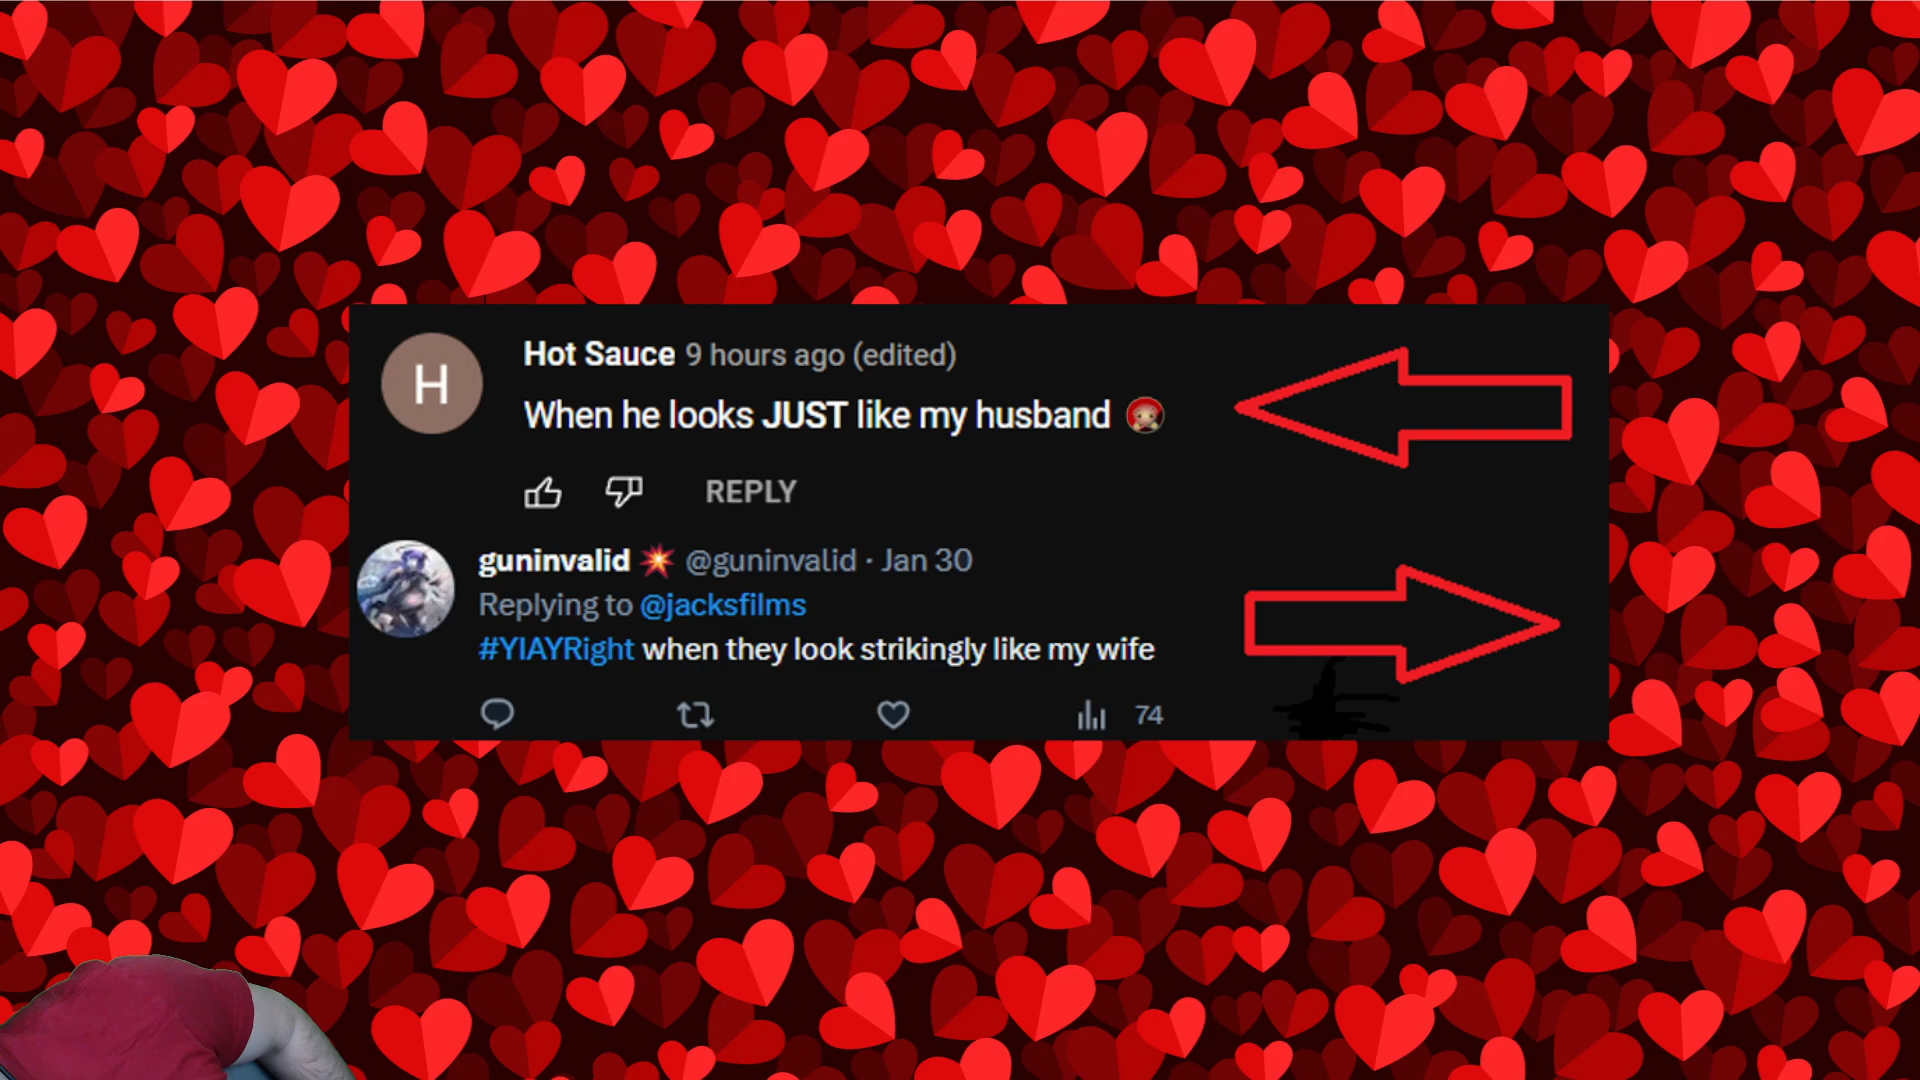 H
Hot Sauce 9 hours ago (edited)
When he looks JUST like my husband
REPLY
guninvalid 💥 @guninvalid · Jan 30
Replying to @jacksfilms
#YIAYRight when they look strikingly like my wife
74